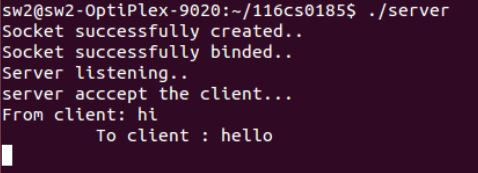 sw2@sw2-OptiPlex-9020:~/116cs0185$ ./server
Socket successfully created..
Socket successfully binded..
Server listening..
server acccept the client...
From client: hi
To client : hello